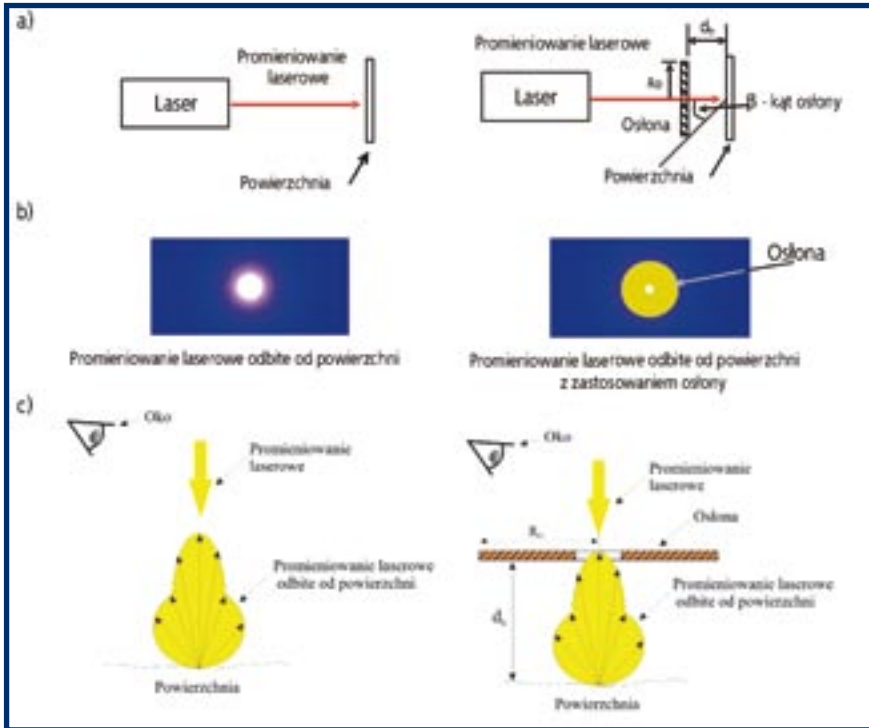 a)
Promieniowanie
laserowe
Laser
Powierzchnia
Promieniowanie laserowe
Laser
Osłona
β - kąt osłony
Powierzchnia
b)
Promieniowanie laserowe odbite od powierzchni
Osłona
Promieniowanie laserowe odbite od powierzchni
z zastosowaniem osłony
c)
Oko
Promieniowanie
laserowe
Promieniowanie laserowe
odbite od powierzchni
Powierzchnia
Oko
Promieniowanie
laserowe
Osłona
Promieniowanie laserowe
odbite od powierzchni
Powierzchnia